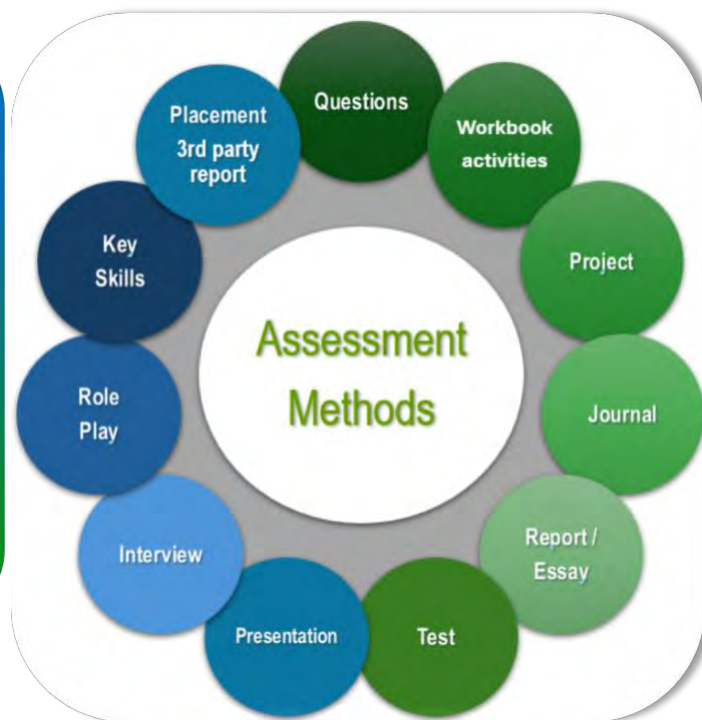 Assessment
Methods
Questions
Workbook
activities
Project
Journal
Report /
Essay
Test
Presentation
Interview
Role
Play
Key
Skills
Placement
3rd party
report